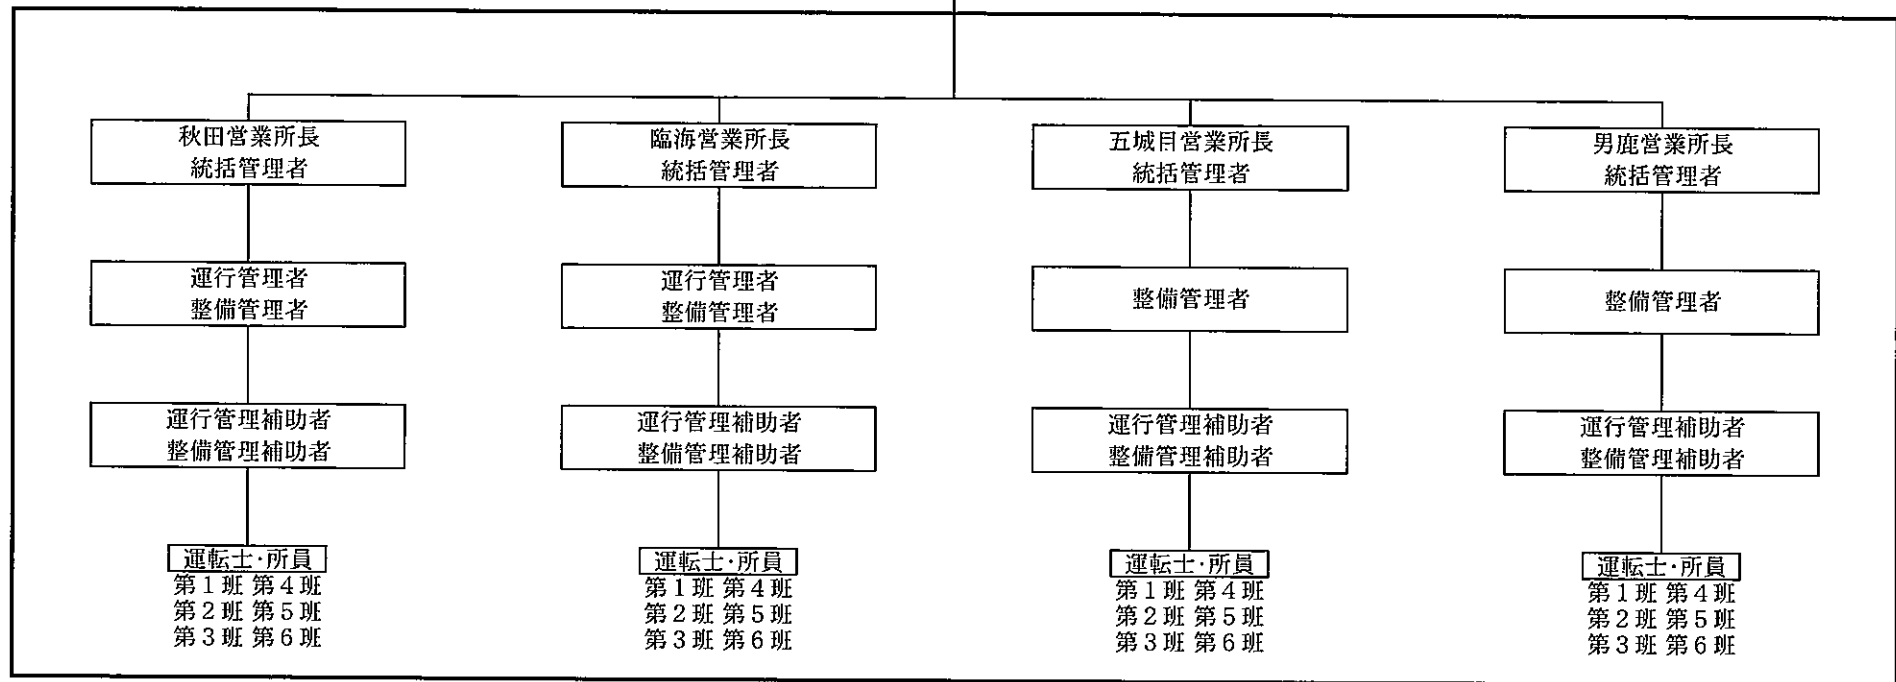 秋田営業所長
統括管理者
臨海営業所長
統括管理者
五城目営業所長
統括管理者
男鹿営業所長
統括管理者
運行管理者
整備管理者
運行管理者
整備管理者
整備管理者
整備管理者
運行管理補助者
整備管理補助者
運行管理補助者
整備管理補助者
運行管理補助者
整備管理補助者
運行管理補助者
整備管理補助者
運転士・所員
第1班 第4班
第2班 第5班
第3班 第6班
運転士・所員
第1班 第4班
第2班 第5班
第3班 第6班
運転士・所員
第1班 第4班
第2班 第5班
第3班 第6班
運転士・所員
第1班 第4班
第2班 第5班
第3班 第6班